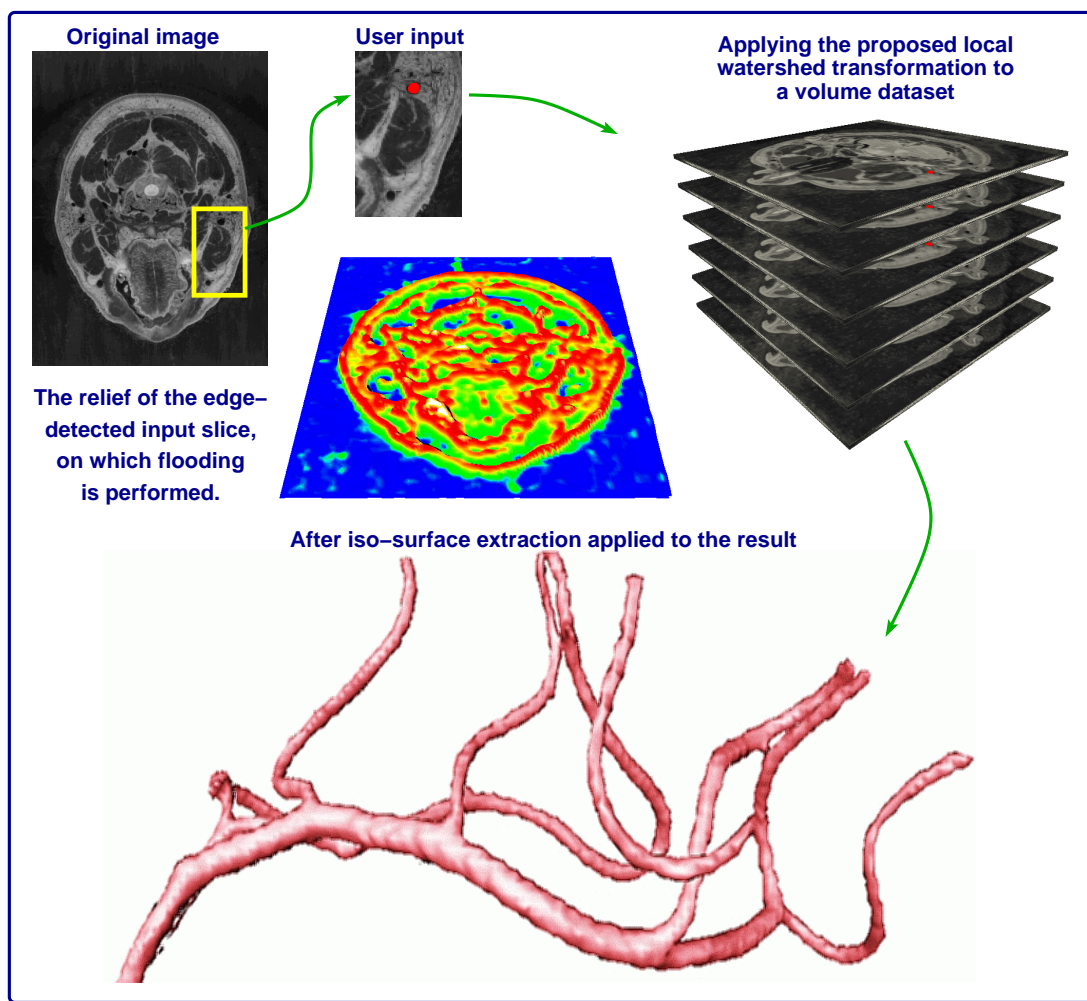 Original image
User input
Applying the proposed local
watershed transformation to
a volume dataset
The relief of the edge–
detected input slice,
on which flooding
is performed.
After iso–surface extraction applied to the result